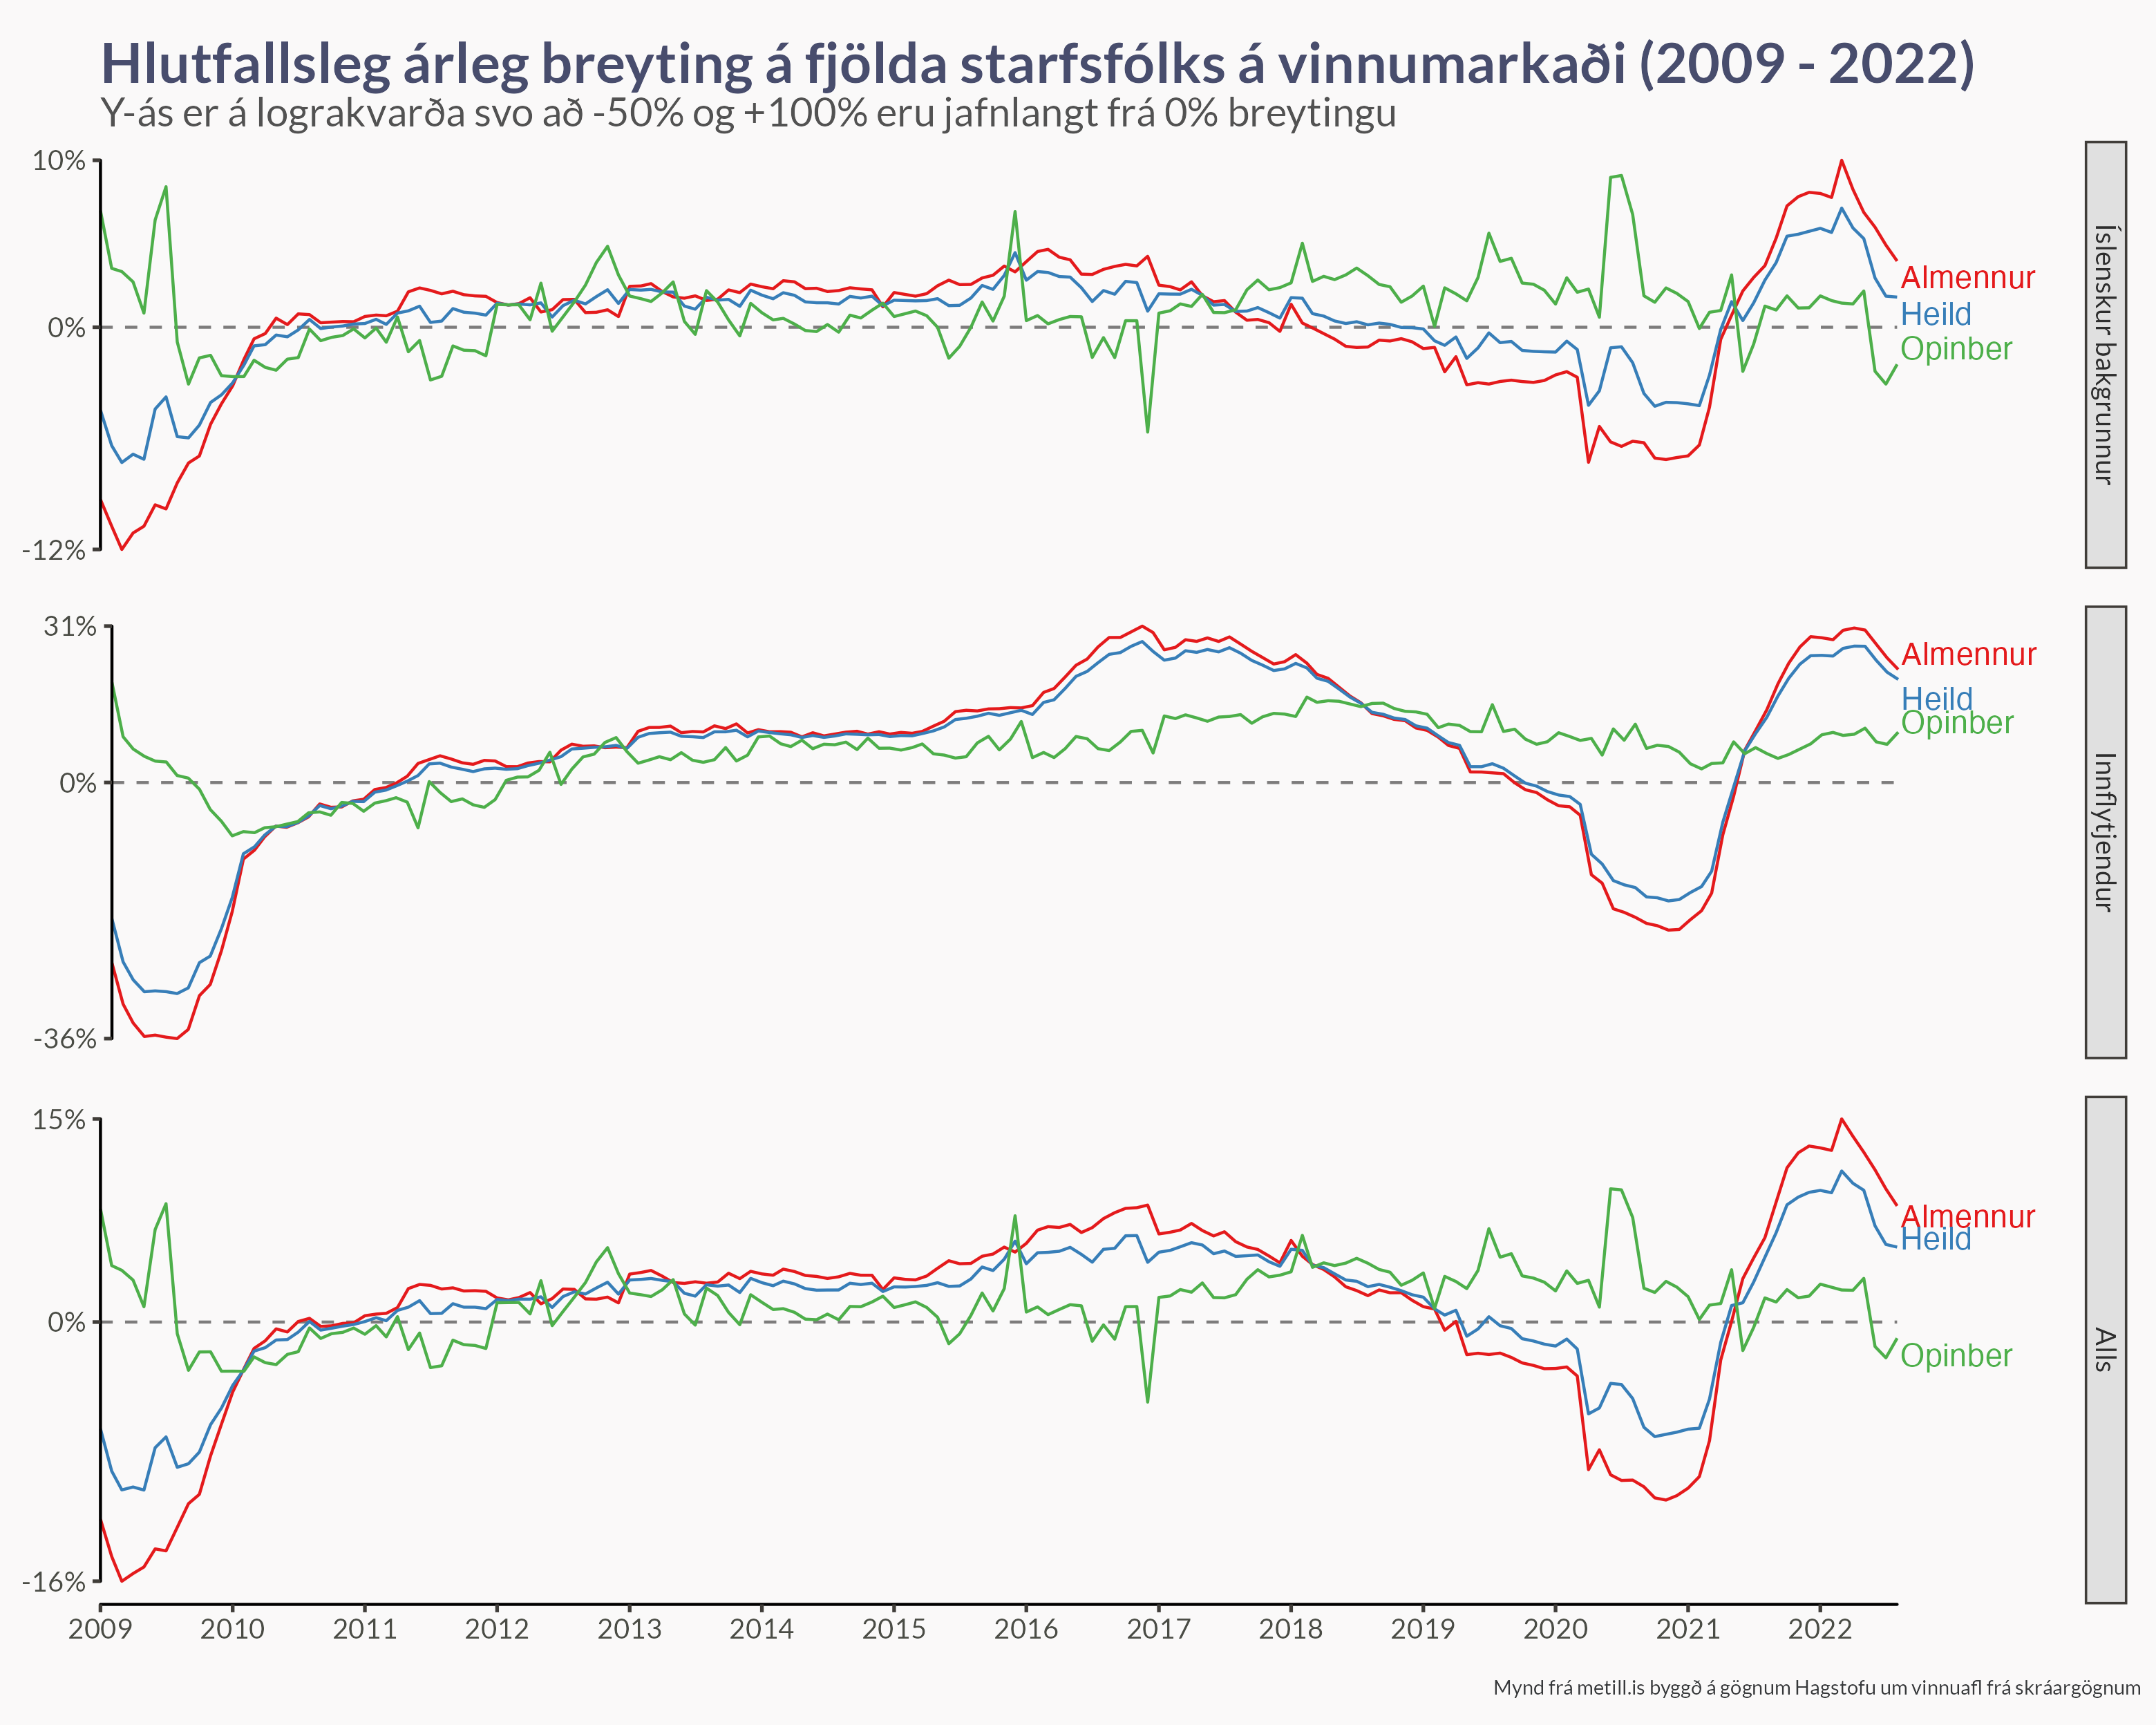 Hlutfallsleg árleg breyting á fjölda starfsfólks á vinnumarkaði (2009 - 2022)
Y-ás er á lograkvarða svo að -50% og +100% eru jafnlangt frá 0% breytingu
10%
0%
-12%
Almennur
Heild
Opinber
Íslenskur bakgrunnur
31%
0%
-36%
Almennur
Heild
Opinber
Innflytjendur
15%
0%
-16%
Almennur
Heild
Opinber
Alls
2009 2010 2011 2012 2013 2014 2015 2016 2017 2018 2019 2020 2021 2022
Mynd frá metill.is byggð á gögnum Hagstofu um vinnuafl frá skráargögnum